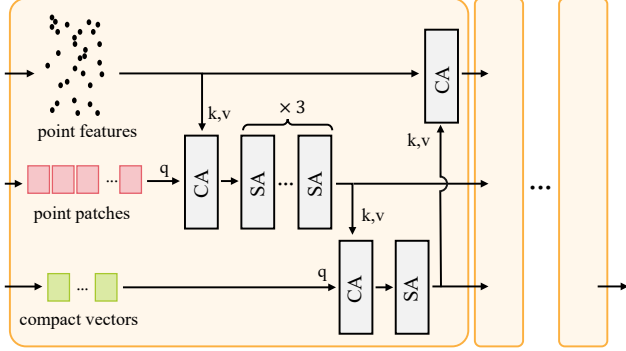 point features
k,v
× 3
CA
k,v
q
CA
SA
...
SA
...
point patches
k,v
...
q
CA
SA
...
compact vectors